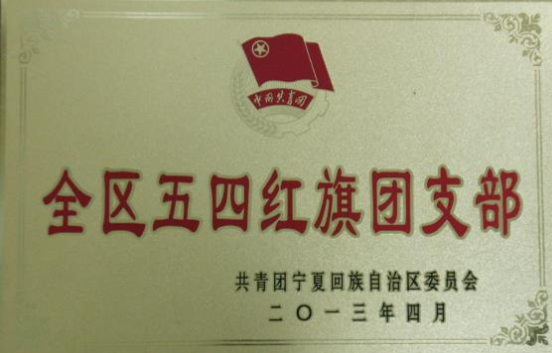 中国共青团
全区五四红旗团支部
共青团宁夏回族自治区委员会
二〇一三年四月